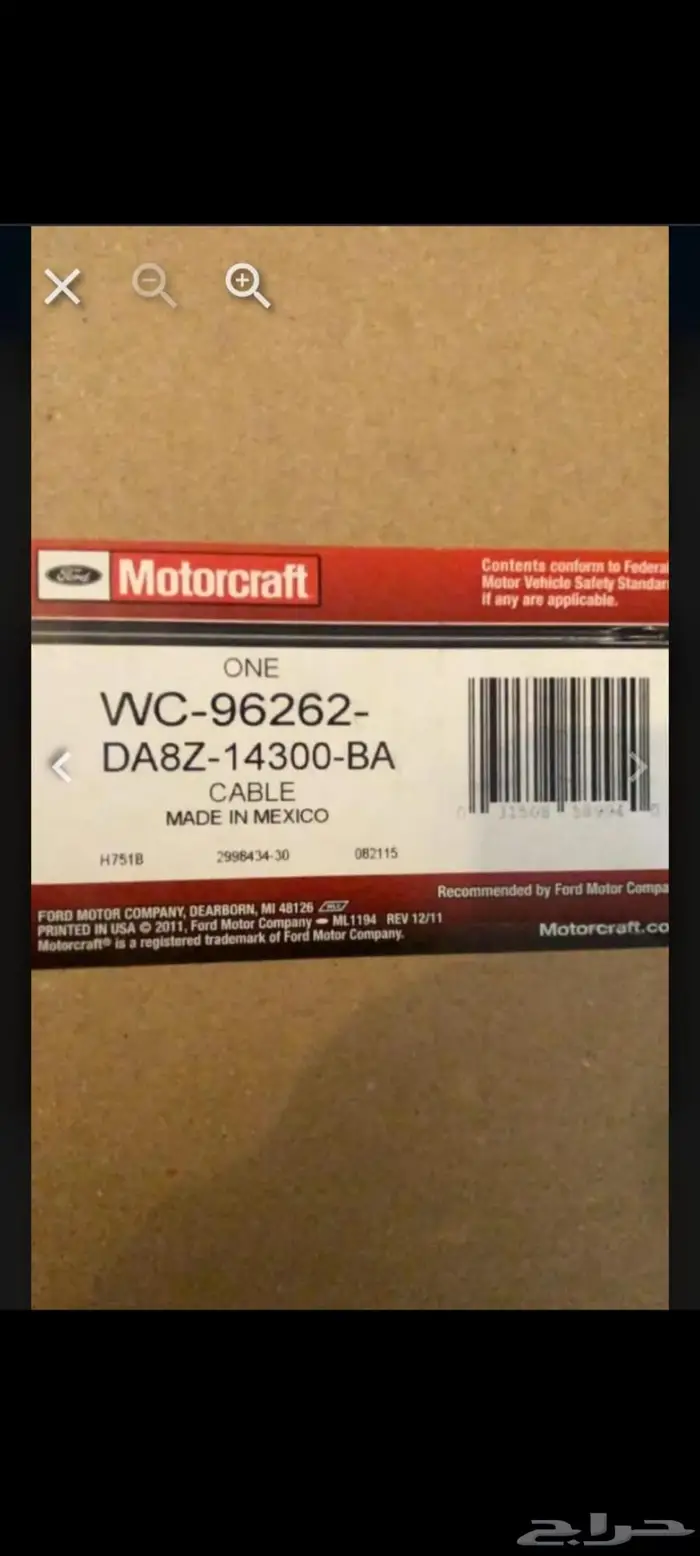 Ford
Motorcraft
Contents conform to Federa
Motor Vehicle Safety Standar
if any are applicable.
ONE
WC-96262-
DA8Z-14300-BA
CABLE
MADE IN MEXICO
H751B 2998434-30 082115
Recommended by Ford Motor Compa
FORD MOTOR COMPANY, DEARBORN, MI 48126
PRINTED IN USA © 2011, Ford Motor Company ML1194 REV 12/11
Motorcraft® is a registered trademark of Ford Motor Company.
Motorcraft.co
حراج